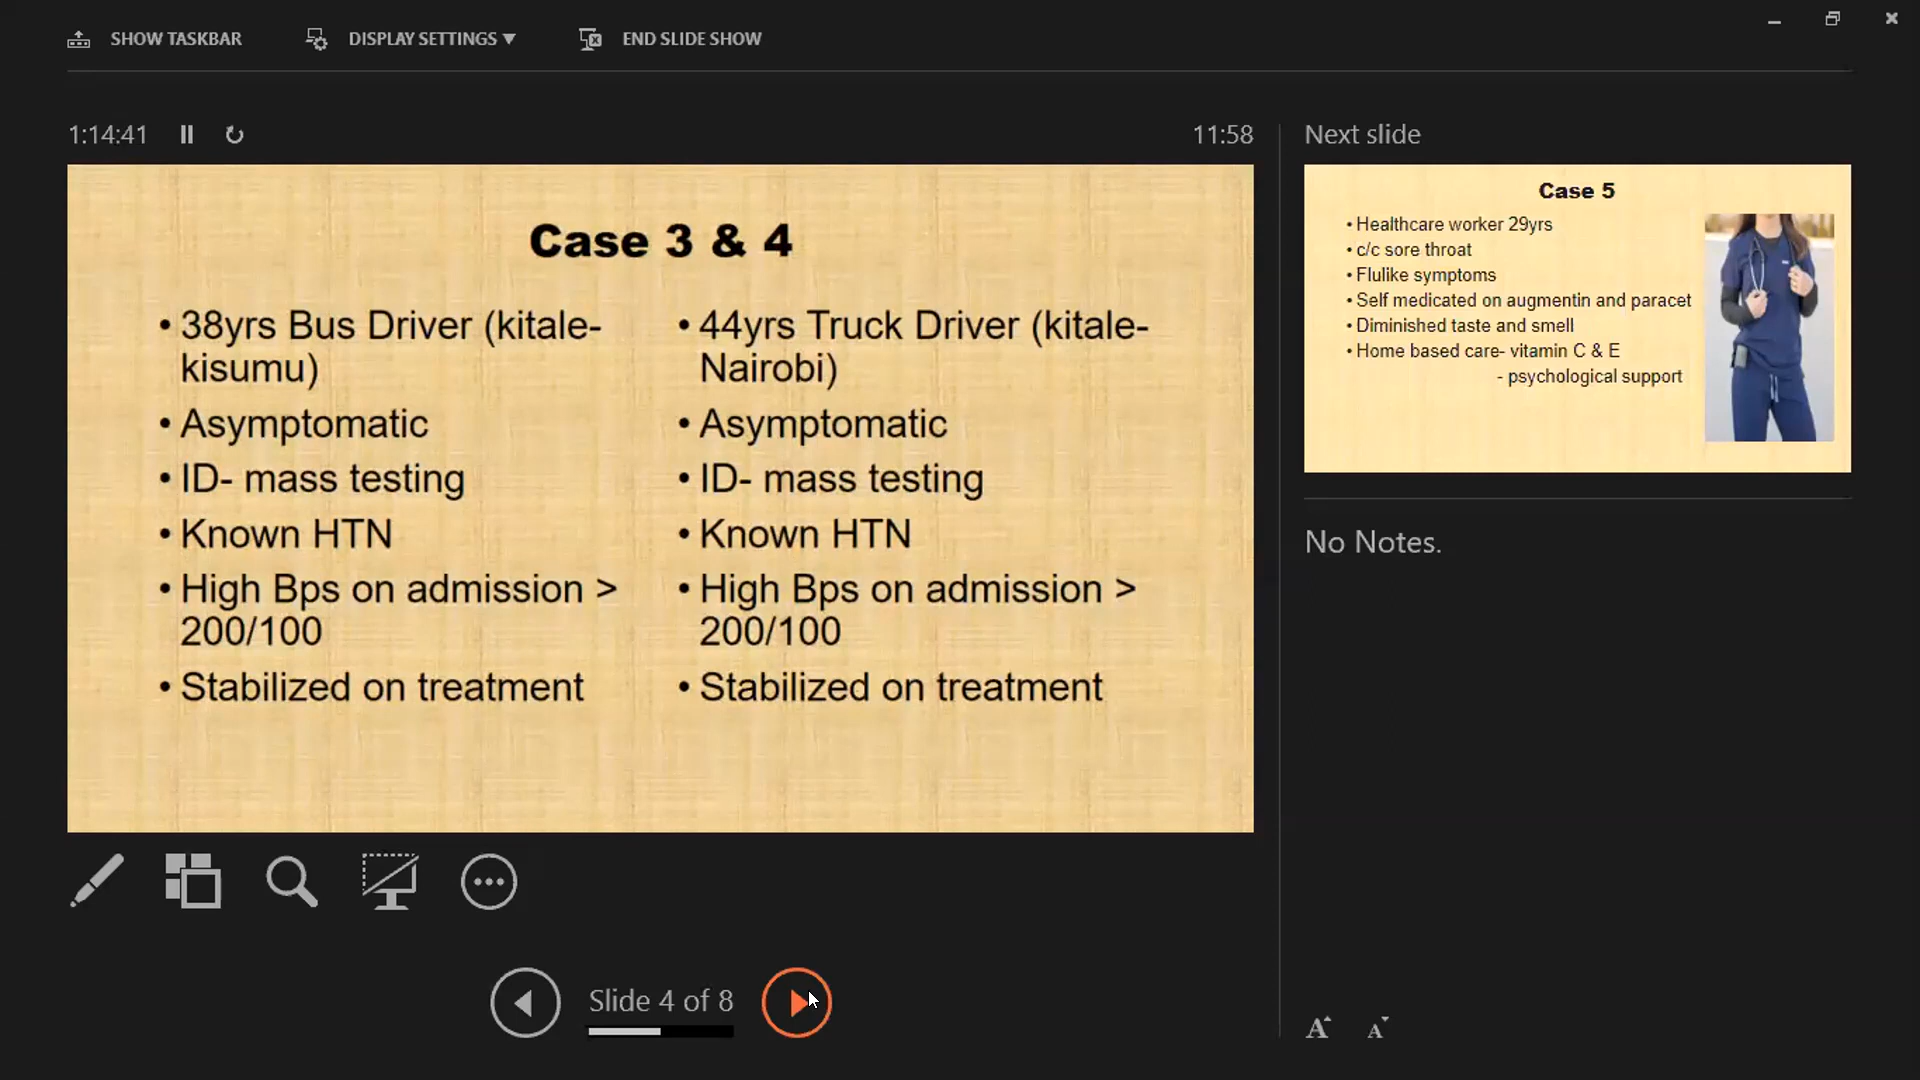 SHOW TASKBAR
DISPLAY SETTINGS
END SLIDE SHOW
1:14:41
11:58
Case 3 & 4
• 38yrs Bus Driver (kitale-
kisumu)
• Asymptomatic
• ID- mass testing
• Known HTN
• High Bps on admission >
200/100
• Stabilized on treatment
• 44yrs Truck Driver (kitale-
Nairobi)
• Asymptomatic
• ID- mass testing
• Known HTN
• High Bps on admission >
200/100
• Stabilized on treatment
Slide 4 of 8
Next slide
Case 5
• Healthcare worker 29yrs
• c/c sore throat
• Flulike symptoms
• Self medicated on augmentin and paracet
• Diminished taste and smell
• Home based care- vitamin C & E
- psychological support
No Notes.
A A